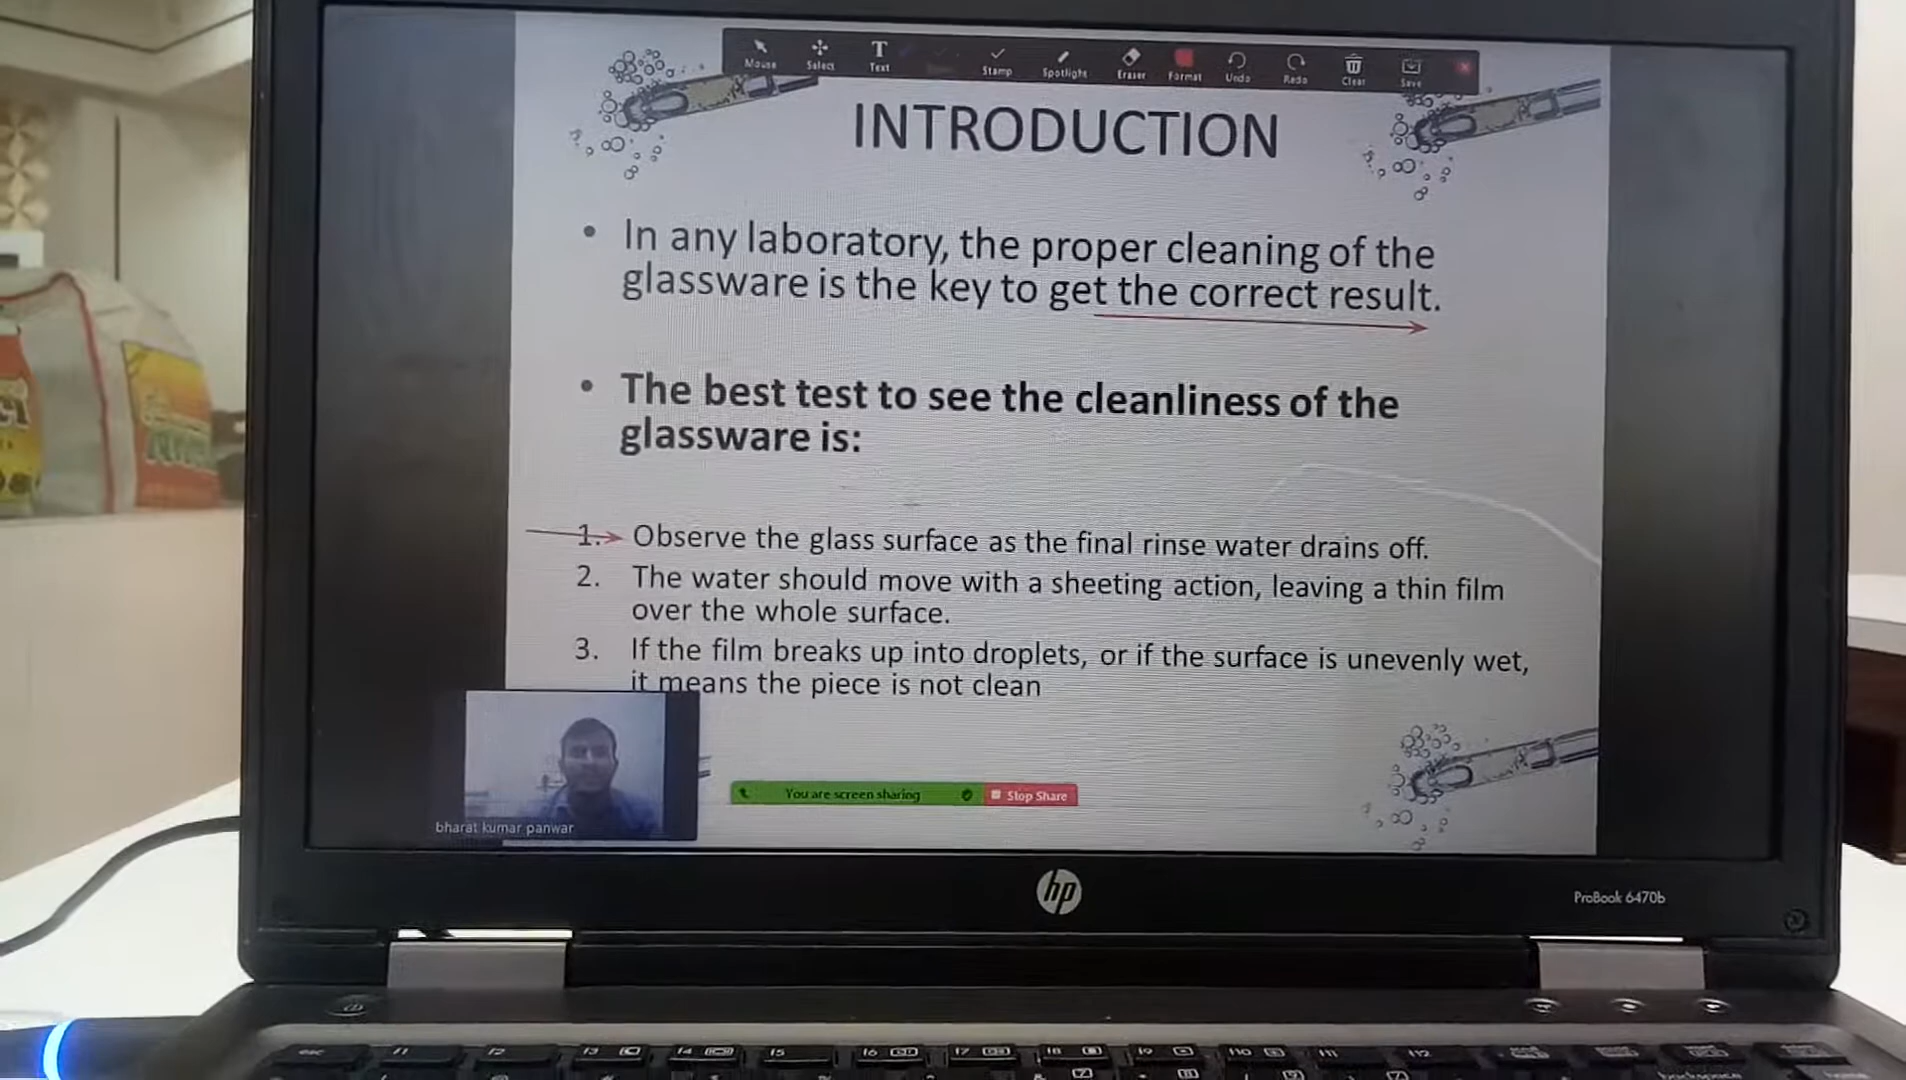 Mouse Select Text Stamp Spotlight Eraser Format Undo Redo Clear Save
INTRODUCTION
• In any laboratory, the proper cleaning of the
glassware is the key to get the correct result.
• The best test to see the cleanliness of the
glassware is:
1. Observe the glass surface as the final rinse water drains off.
2. The water should move with a sheeting action, leaving a thin film
over the whole surface.
3. If the film breaks up into droplets, or if the surface is unevenly wet,
it means the piece is not clean
You are screen sharing Stop Share
bharat kumar panwar
hp
ProBook 6470b
esc f1 f2 f3 f4 f5 f6 f7 f8 f9 f10 f11 f12
backspace home